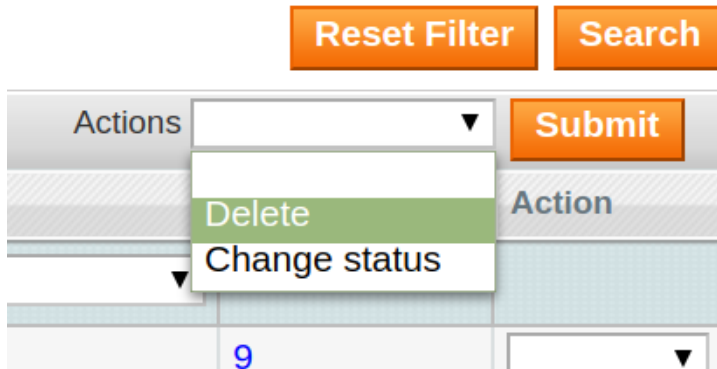 Reset Filter Search
Actions Submit
Delete Action
Change status
9